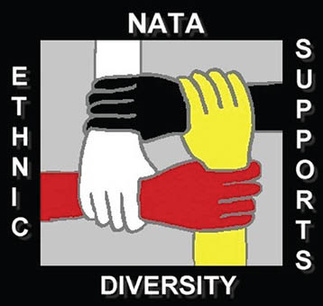 NATA
SUPPORTS
ETHNIC
DIVERSITY